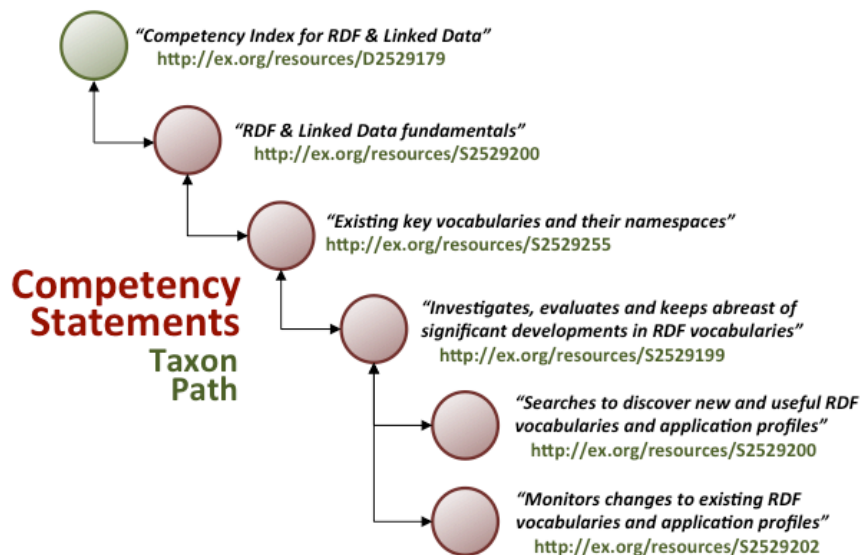 “Competency Index for RDF & Linked Data”
http://ex.org/resources/D2529179
“RDF & Linked Data fundamentals”
http://ex.org/resources/S2529200
“Existing key vocabularies and their namespaces”
http://ex.org/resources/S2529255
Competency
Statements
Taxon
Path
“Investigates, evaluates and keeps abreast of
significant developments in RDF vocabularies”
http://ex.org/resources/S2529199
“Searches to discover new and useful RDF
vocabularies and application profiles”
http://ex.org/resources/S2529200
“Monitors changes to existing RDF
vocabularies and application profiles”
http://ex.org/resources/S2529202